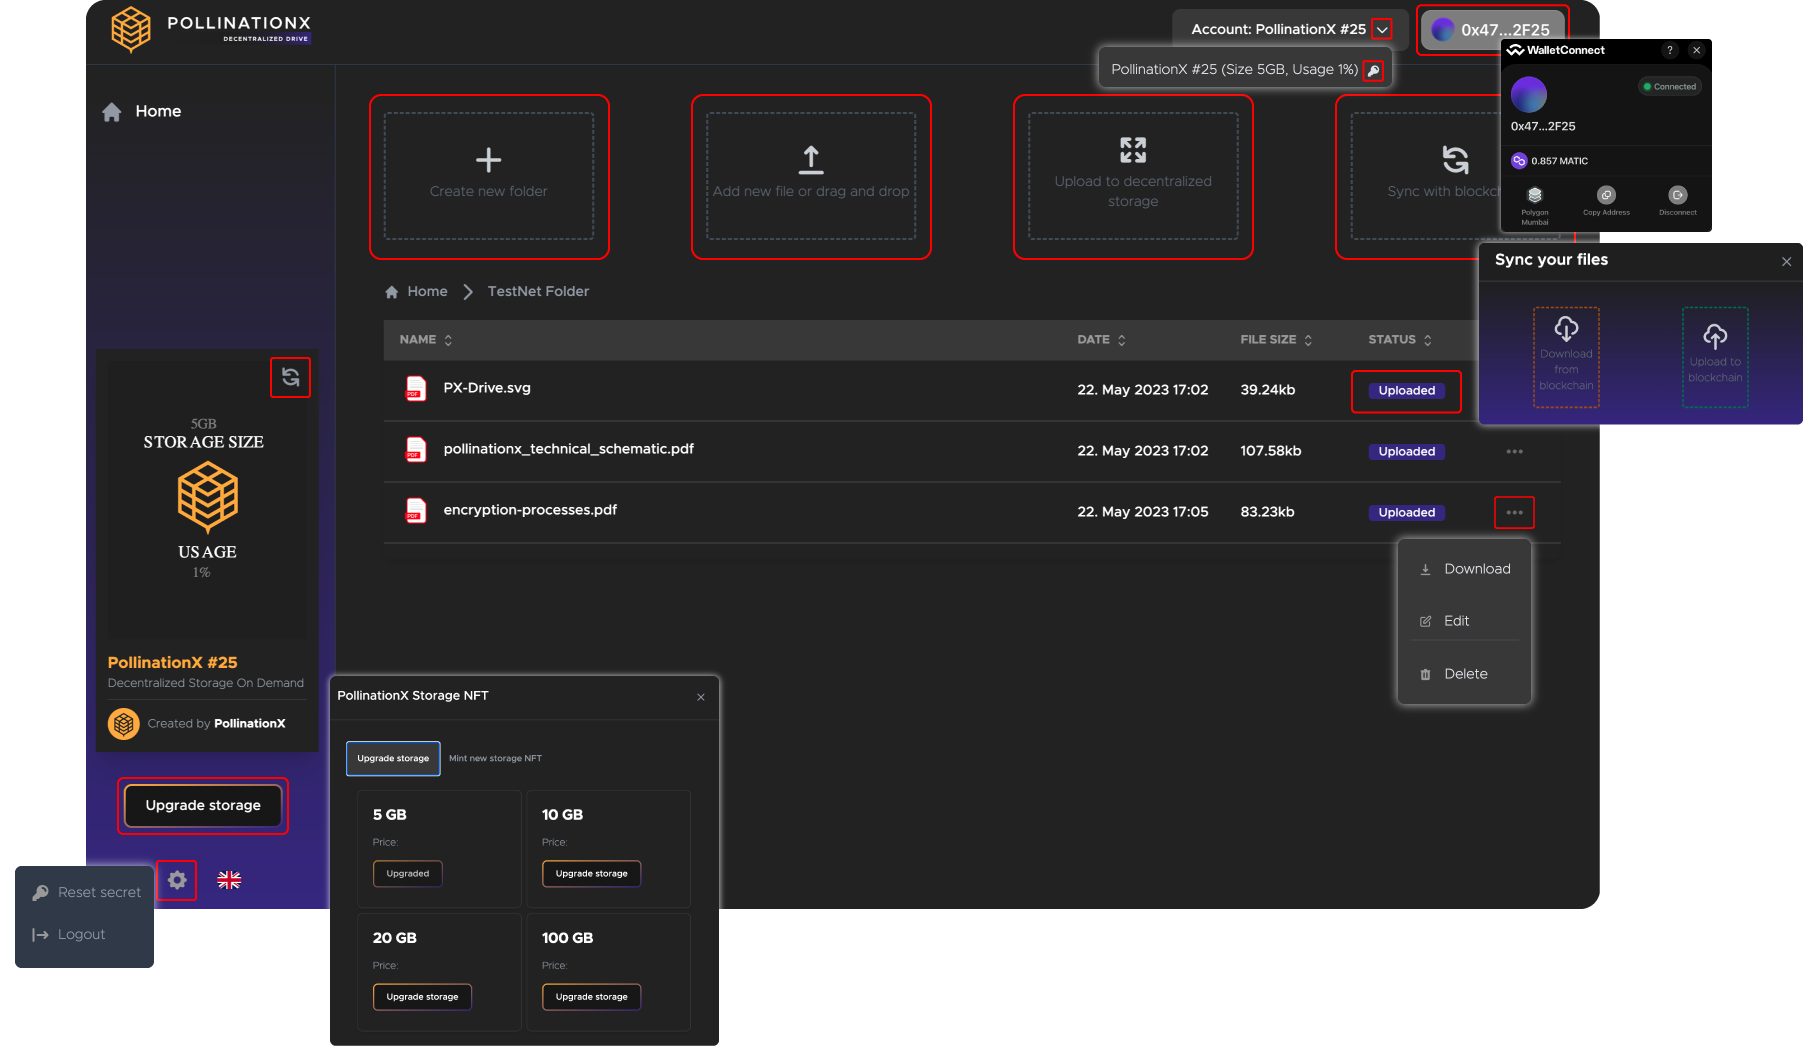 POLLINATIONX
DECENTRALIZED DRIVE
Account: PollinationX #25
0x47...2F25
PollinationX #25 (Size 5GB, Usage 1%)
WalletConnect
?
Connected
0x47...2F25
0.857 MATIC
Polygon
Mumbai
Copy Address
Disconnect
Home
Create new folder
Add new file or drag and drop
Upload to decentralized
storage
Sync with blockch
Sync your files
Download
from
blockchain
Upload to
blockchain
Home
TestNet Folder
NAME
DATE
FILE SIZE
STATUS
PDF
PX-Drive.svg
22. May 2023 17:02
39.24kb
Uploaded
PDF
pollinationx_technical_schematic.pdf
22. May 2023 17:02
107.58kb
Uploaded
PDF
encryption-processes.pdf
22. May 2023 17:05
83.23kb
Uploaded
Download
Edit
Delete
5GB
STORAGE SIZE
USAGE
1%
PollinationX #25
Decentralized Storage On Demand
Created by PollinationX
Upgrade storage
Reset secret
Logout
PollinationX Storage NFT
Upgrade storage
Mint new storage NFT
5 GB
Price:
Upgraded
10 GB
Price:
Upgrade storage
20 GB
Price:
Upgrade storage
100 GB
Price:
Upgrade storage